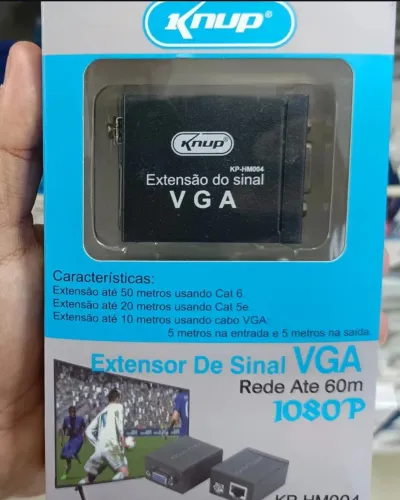 Knup®
Knup
KP-HM004
Extensão do sinal
VGA
Características:
Extensão até 50 metros usando Cat 6.
Extensão até 20 metros usando Cat 5e.
Extensão até 10 metros usando cabo VGA:
5 metros na entrada e 5 metros na saída.
Extensor De Sinal VGA
Rede Ate 60m
1080P
KP-HM004